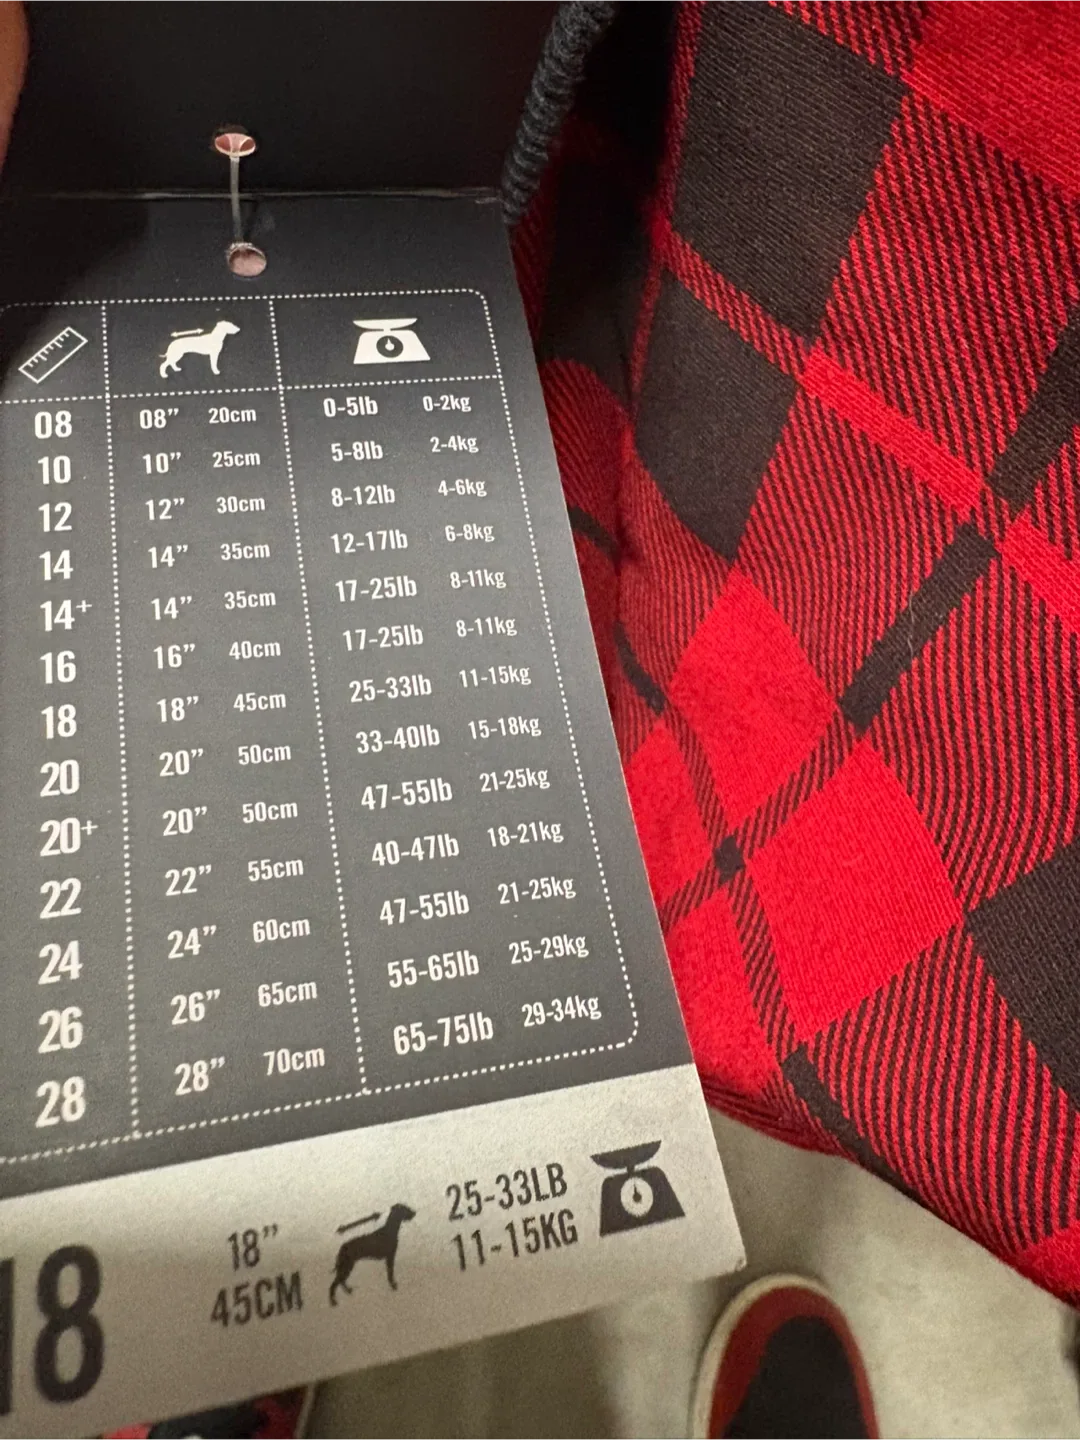 08 08” 20cm 0-5lb 0-2kg
10 10” 25cm 5-8lb 2-4kg
12 12” 30cm 8-12lb 4-6kg
14 14” 35cm 12-17lb 6-8kg
14+ 14” 35cm 17-25lb 8-11kg
16 16” 40cm 17-25lb 8-11kg
18 18” 45cm 25-33lb 11-15kg
20 20” 50cm 33-40lb 15-18kg
20+ 20” 50cm 47-55lb 21-25kg
22 22” 55cm 40-47lb 18-21kg
24 24” 60cm 47-55lb 21-25kg
26 26” 65cm 55-65lb 25-29kg
28 28” 70cm 65-75lb 29-34kg
18
18”
45CM
25-33LB
11-15KG